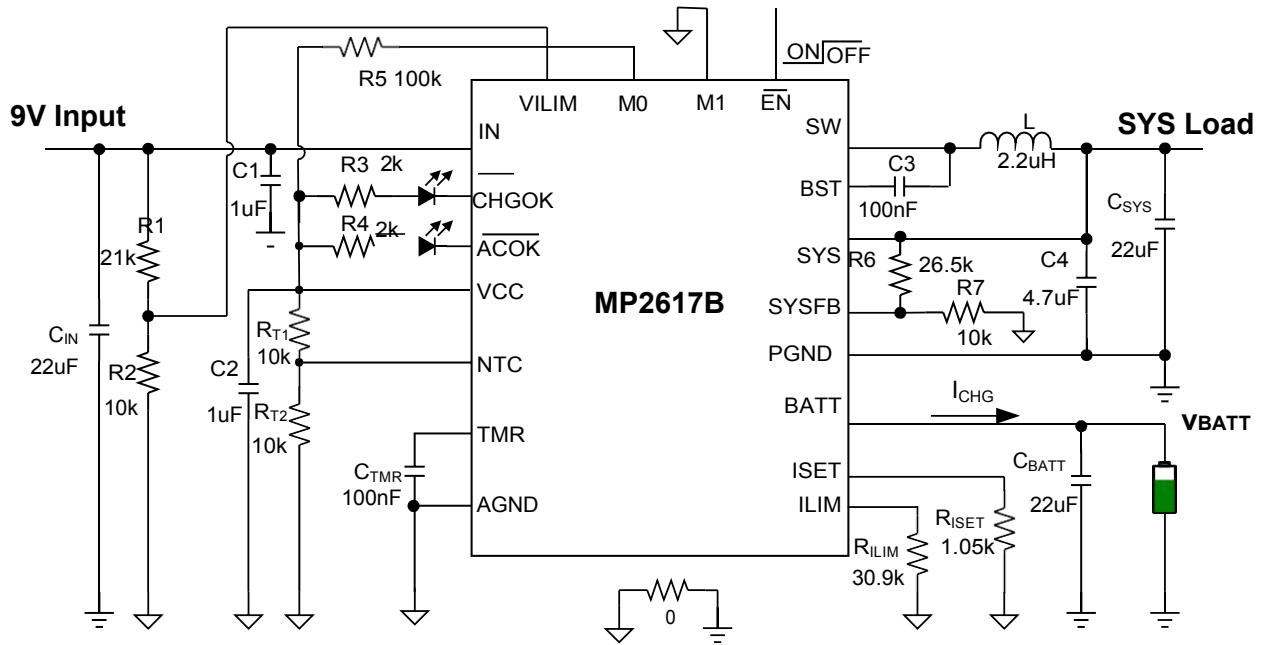 ON OFF
R5 100k
VILIM M0 M1 EN
9V Input
IN
SW
L
2.2uH
SYS Load
C1
1uF
R3 2k
CHGOK
BST
C3
100nF
R4 2k
ACOK
CSYS
22uF
R1
21k
SYS
R6
26.5k
C4
4.7uF
VCC
MP2617B
SYSFB
R7
10k
CIN
22uF
RT1
10k
R2
10k
C2
1uF
NTC
PGND
RT2
10k
BATT
ICHG
VBATT
TMR
CTMR
100nF
AGND
ISET
ILIM
CBATT
22uF
RISET
1.05k
RILIM
30.9k
0